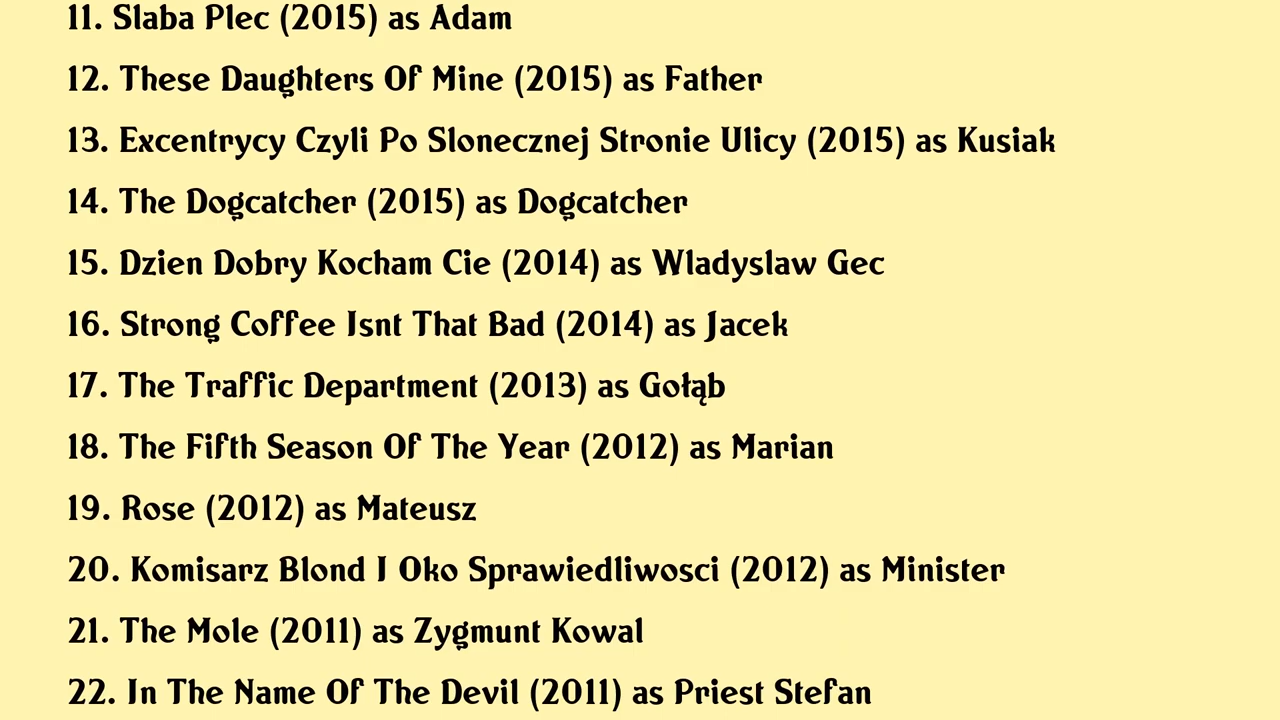 11. Slaba Plec (2015) as Adam
12. These Daughters Of Mine (2015) as Father
13. Excentrycy Czyli Po Slonecznej Stronie Ulicy (2015) as Kusiak
14. The Dogcatcher (2015) as Dogcatcher
15. Dzien Dobry Kocham Cie (2014) as Wladyslaw Gec
16. Strong Coffee Isnt That Bad (2014) as Jacek
17. The Traffic Department (2013) as Gołąb
18. The Fifth Season Of The Year (2012) as Marian
19. Rose (2012) as Mateusz
20. Komisarz Blond I Oko Sprawiedliwosci (2012) as Minister
21. The Mole (2011) as Zygmunt Kowal
22. In The Name Of The Devil (2011) as Priest Stefan